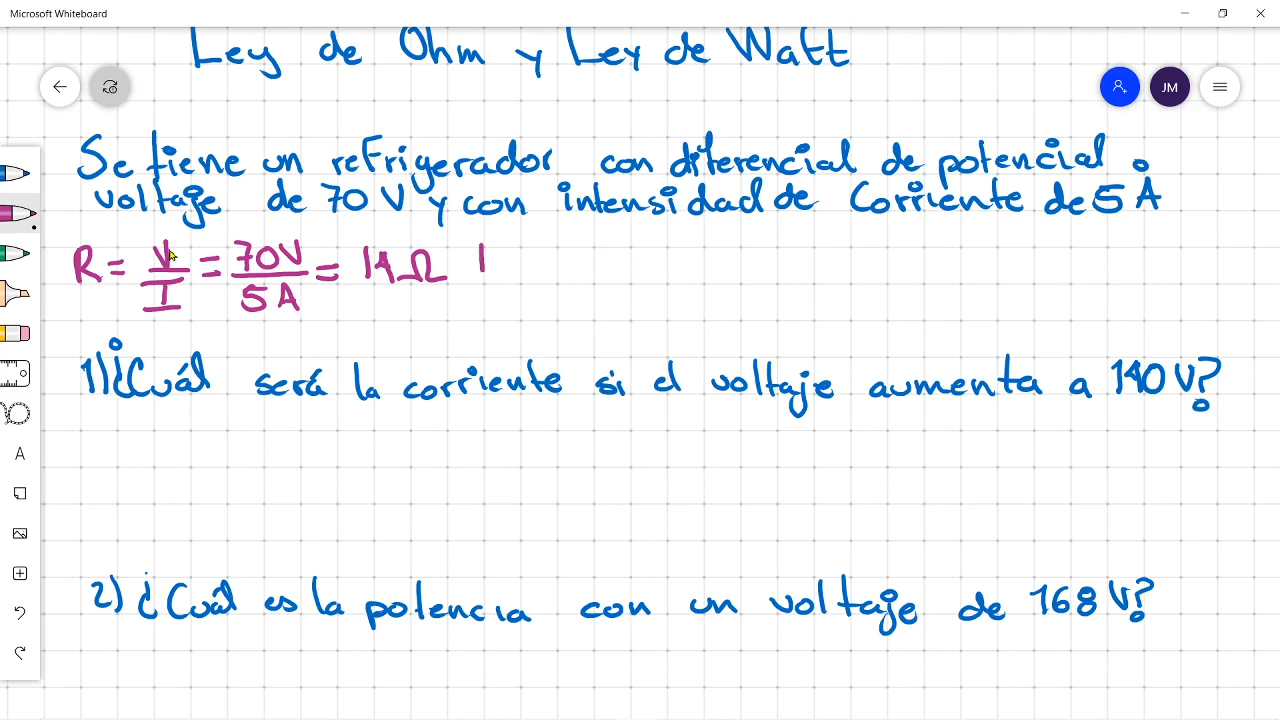 Microsoft Whiteboard
Ley de Ohm y Ley de Watt
JM
Se tiene un refrigerador con diferencial de potencial o
voltaje de 70 V y con intensidad de Corriente de 5 A
R = V/I = 70V/5 A = 14 Ω
1) ¿Cuál será la corriente si el voltaje aumenta a 140 V?
A
2) ¿Cuál es la potencia con un voltaje de 168 V?